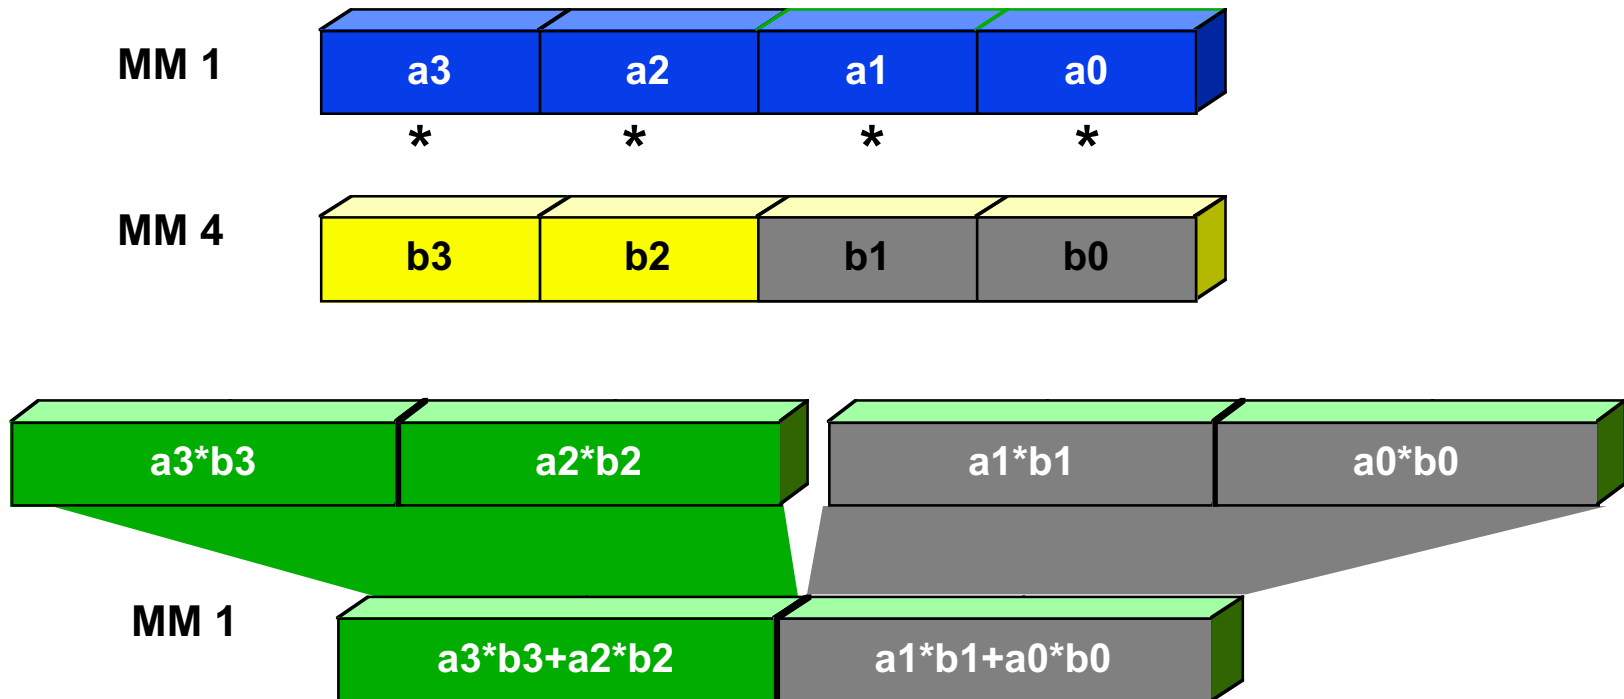 MM 1 a3 a2 a1 a0
* * * *
MM 4 b3 b2 b1 b0
a3*b3 a2*b2 a1*b1 a0*b0
MM 1 a3*b3+a2*b2 a1*b1+a0*b0